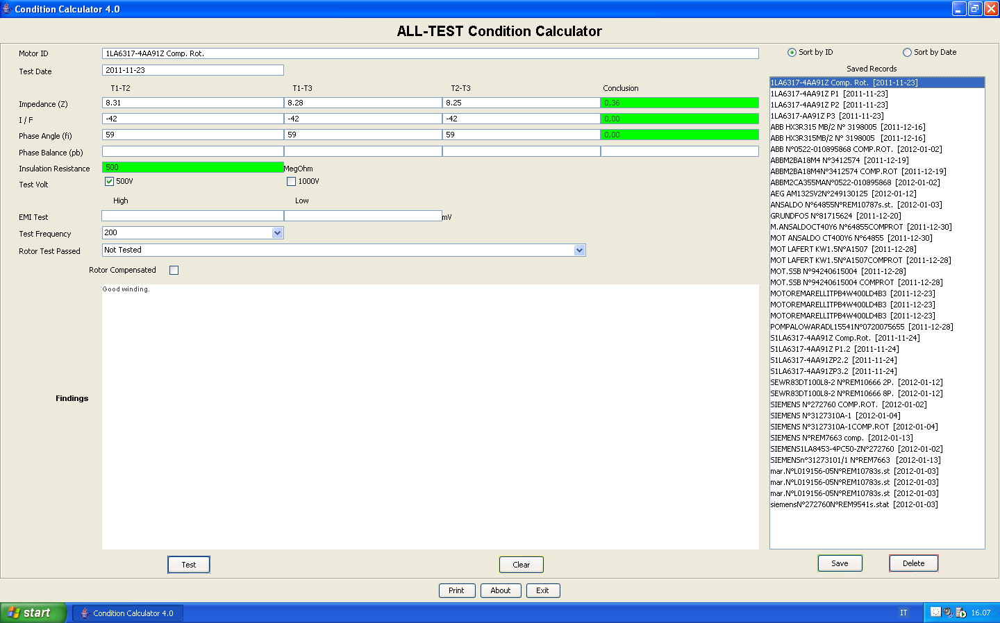 Condition Calculator 4.0
ALL-TEST Condition Calculator
Motor ID 1LA6317-4AA91Z Comp. Rot.
Test Date 2011-11-23
T1-T2 T1-T3 T2-T3 Conclusion
Impedance (Z) 8.31 8.28 8.25 0,36
I / F -42 -42 -42 0,00
Phase Angle (fi) 59 59 59 0,00
Phase Balance (pb)
Insulation Resistance 500 MegOhm
Test Volt 500V 1000V
High Low
EMI Test mV
Test Frequency 200
Rotor Test Passed Not Tested
Rotor Compensated
Good winding.
Findings
Test Clear
Sort by ID Sort by Date
Saved Records
1LA6317-4AA91Z Comp. Rot. [2011-11-23]
1LA6317-4AA91Z P1 [2011-11-23]
1LA6317-4AA91Z P2 [2011-11-23]
1LA6317-AA91Z P3 [2011-11-23]
ABB HX3R315 MB/2 N° 3198005 [2011-12-16]
ABB HX3R315MB/2 N° 3198005 [2011-12-16]
ABB N°0522-010895868 COMP.ROT. [2012-01-02]
ABBM2BA18M4 N°3412574 [2011-12-19]
ABBM2BA18M4N°3412574 COMP.ROT [2011-12-19]
ABBM2CA355MAN°0522-010895868 [2012-01-02]
AEG AM132SV2N°249130125 [2012-01-12]
ANSALDO N°64855N°REM10787s.st. [2012-01-03]
GRUNDFOS N°81715624 [2011-12-20]
M.ANSALDOCT40Y6 N°64855COMPROT [2011-12-30]
MOT ANSALDO CT400Y6 N°64855 [2011-12-30]
MOT LAFERT KW1.5N°A1507 [2011-12-28]
MOT LAFERT KW1.5N°A1507COMPROT [2011-12-28]
MOT.SSB N°94240615004 [2011-12-28]
MOT.SSB N°94240615004 COMPROT [2011-12-28]
MOTOREMARELLITPB4W400LD4B3 [2011-12-23]
MOTOREMARELLITPB4W400LD4B3 [2011-12-23]
MOTOREMARELLITPB4W400LD4B3 [2011-12-23]
POMPALOWARADL15541N°0720075655 [2011-12-28]
S1LA6317-4AA91Z Comp.Rot. [2011-11-24]
S1LA6317-4AA91Z P1.2 [2011-11-24]
S1LA6317-4AA91ZP2.2 [2011-11-24]
S1LA6317-4AA91ZP3.2 [2011-11-24]
SEWR83DT100L8-2 N°REM10666 2P. [2012-01-12]
SEWR83DT100L8-2 N°REM10666 8P. [2012-01-12]
SIEMENS N°272760 COMP.ROT. [2012-01-02]
SIEMENS N°3127310A-1 [2012-01-04]
SIEMENS N°3127310A-1COMP.ROT [2012-01-04]
SIEMENS N°REM7663 comp. [2012-01-13]
SIEMENS1LA8453-4PC50-ZN°272760 [2012-01-02]
SIEMENSn°31273101/1 N°REM7663 [2012-01-13]
mar.N°L019156-05N°REM10783s.st [2012-01-03]
mar.N°L019156-05N°REM10783s.st [2012-01-03]
mar.N°L019156-05N°REM10783s.st [2012-01-03]
siemensN°272760N°REM9541s.stat [2012-01-03]
Save Delete
Print About Exit
start Condition Calculator 4.0 IT 16.07